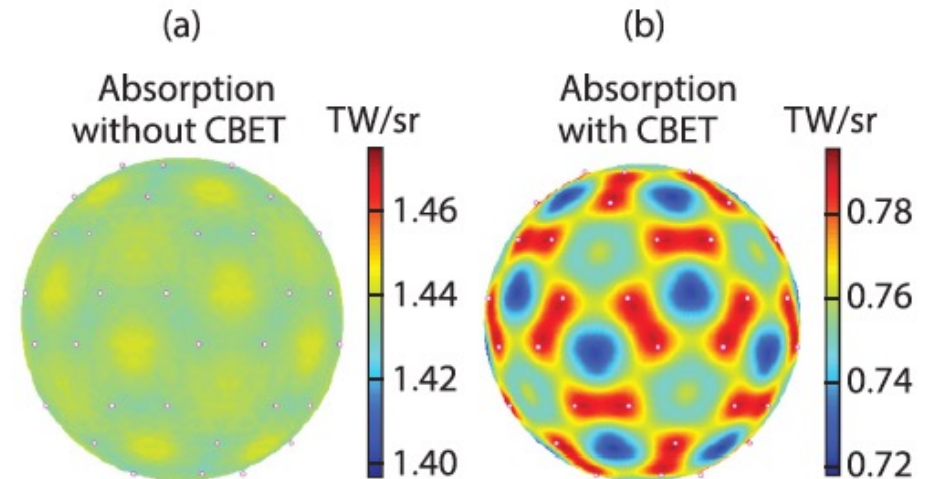 (a)
Absorption
without CBET
TW/sr
1.46
1.44
1.42
1.40
(b)
Absorption
with CBET
TW/sr
0.78
0.76
0.74
0.72